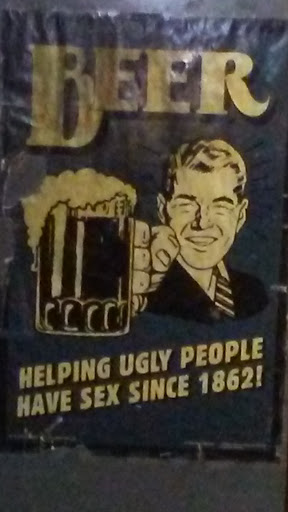 BEER
HELPING UGLY PEOPLE
HAVE SEX SINCE 1862!